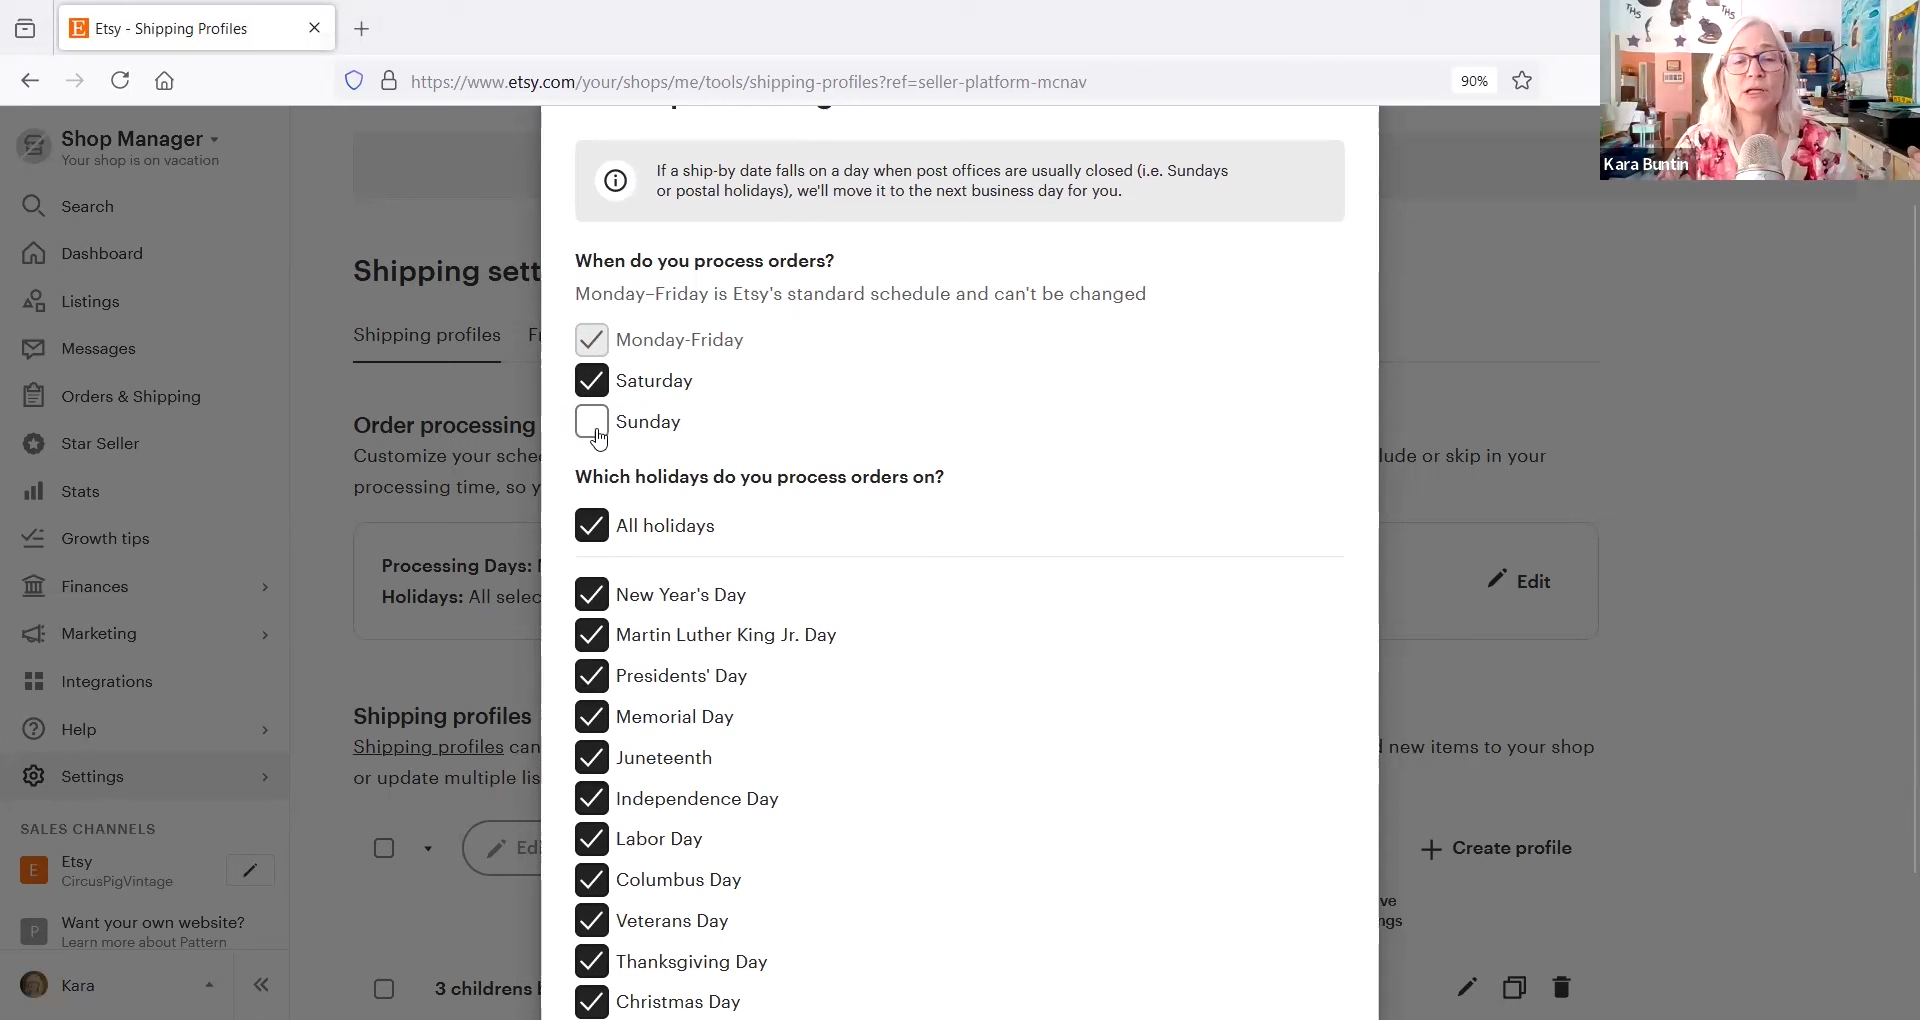 Etsy - Shipping Profiles
https://www.etsy.com/your/shops/me/tools/shipping-profiles?ref=seller-platform-mcnav
90%
THS
THS
Kara Buntin
Shop Manager
Your shop is on vacation
Search
Dashboard
Listings
Messages
Orders & Shipping
Star Seller
Stats
Growth tips
Finances
Marketing
Integrations
Help
Settings
SALES CHANNELS
E Etsy
CircusPigVintage
P Want your own website?
Learn more about Pattern
Kara
Shipping sett
Shipping profiles
Order processing
Customize your sche lude or skip in your
processing time, so y
Processing Days:
Holidays: All selec
Edit
Shipping profiles
Shipping profiles can d new items to your shop
or update multiple lis
Ed
Create profile
ve
ngs
3 childrens b
If a ship-by date falls on a day when post offices are usually closed (i.e. Sundays
or postal holidays), we'll move it to the next business day for you.
When do you process orders?
Monday–Friday is Etsy's standard schedule and can't be changed
Monday-Friday
Saturday
Sunday
Which holidays do you process orders on?
All holidays
New Year's Day
Martin Luther King Jr. Day
Presidents' Day
Memorial Day
Juneteenth
Independence Day
Labor Day
Columbus Day
Veterans Day
Thanksgiving Day
Christmas Day